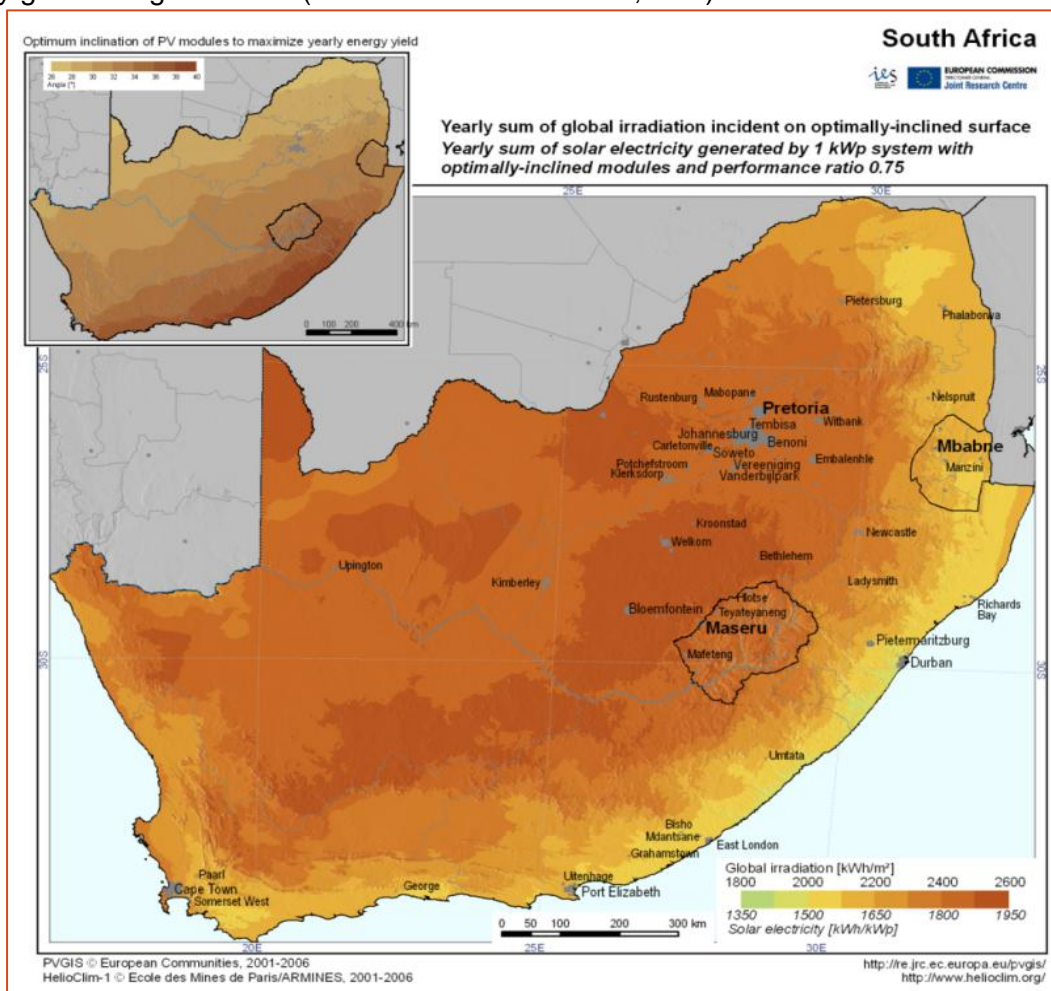 Optimum inclination of PV modules to maximize yearly energy yield
26 28 30 32 34 36 38 40
Angle [°]
0 100 200 400 km
South Africa
ies
EUROPEAN COMMISSION
Joint Research Centre
Yearly sum of global irradiation incident on optimally-inclined surface
Yearly sum of solar electricity generated by 1 kWp system with
optimally-inclined modules and performance ratio 0.75
25E 30E
Pietersburg
Phalaborwa
25S 25S
Rustenburg Mabopane Nelspruit
Pretoria
Tembisa Witbank
Johannesburg Benoni
Carletonville Soweto
Mbabne
Potchefstroom Vereeniging Embalenhle Manzini
Klerksdorp Vanderbijlpark
Kroonstad Newcastle
Welkom
Bethlehem
Upington
Kimberley Ladysmith
Hlotse
Bloemfontein Teyateyaneng Richards
Bay
Maseru
Pietermaritzburg
Mafeteng
Durban
30S 30S
Umtata
Bisho
Mdantsane
East London
Grahamstown
Paarl Uitenhage
Cape Town George Port Elizabeth
Somerset West
Global irradiation [kWh/m²]
1800 2000 2200 2400 2600
1350 1500 1650 1800 1950
Solar electricity [kWh/kWp]
0 50 100 200 300 km
20E 25E 30E
PVGIS © European Communities, 2001-2006
HelioClim-1 © Ecole des Mines de Paris/ARMINES, 2001-2006
http://re.jrc.ec.europa.eu/pvgis/
http://www.helioclim.org/